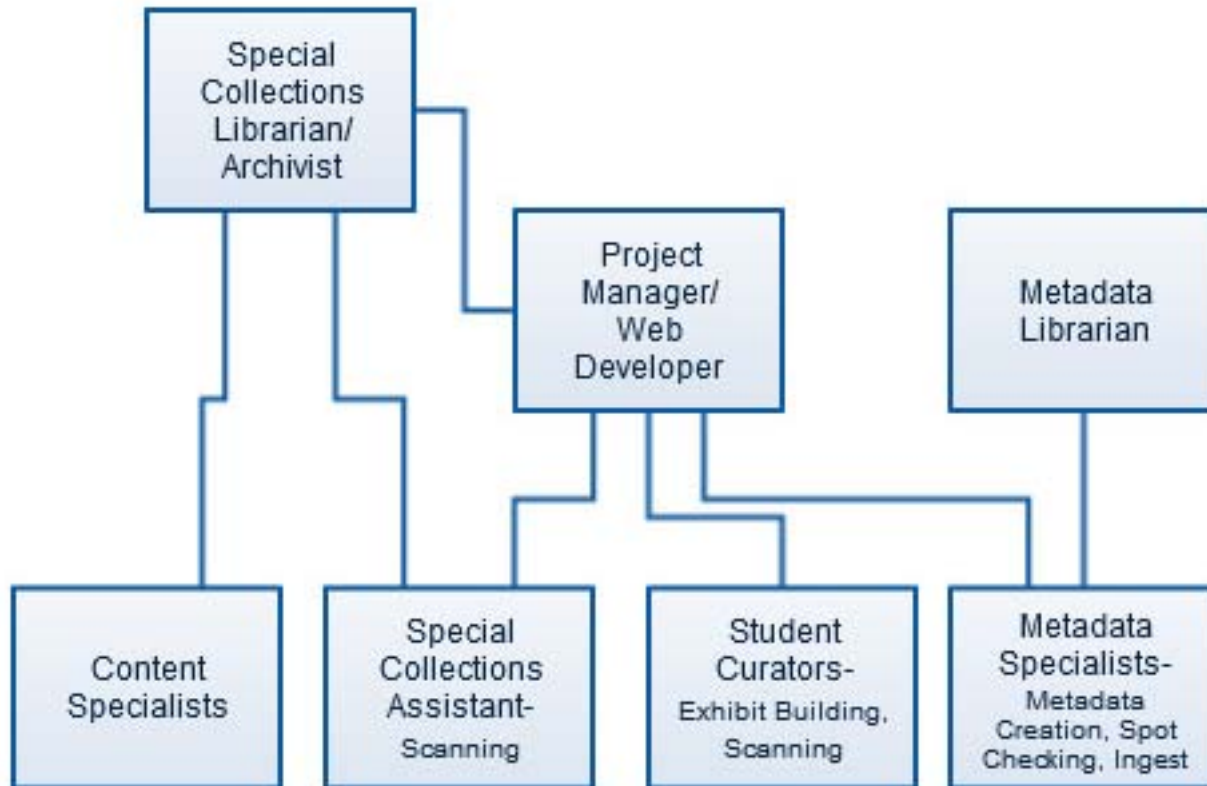 Special
Collections
Librarian/
Archivist
Project
Manager/
Web
Developer
Metadata
Librarian
Content
Specialists
Special
Collections
Assistant-
Scanning
Student
Curators-
Exhibit Building,
Scanning
Metadata
Specialists-
Metadata
Creation, Spot
Checking, Ingest